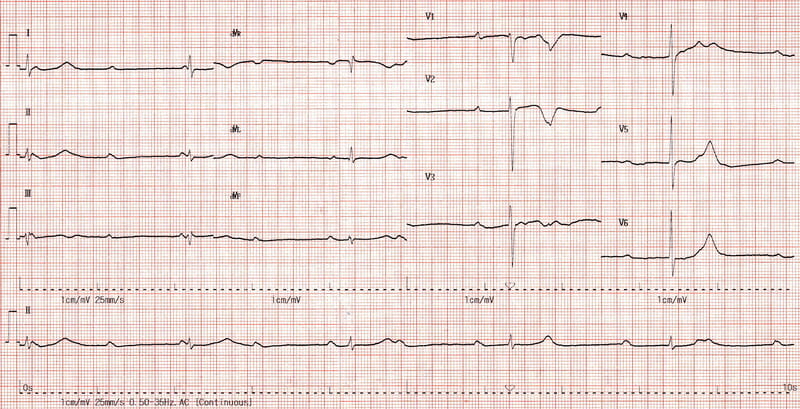 I aVR V1 V4
V2
II aVL V5
V3
III aVF V6
1cm/mV 25mm/s 1cm/mV 1cm/mV 1cm/mV
II
0s 10s
1cm/mV 25mm/s 0.50-35Hz. AC [Continuous]